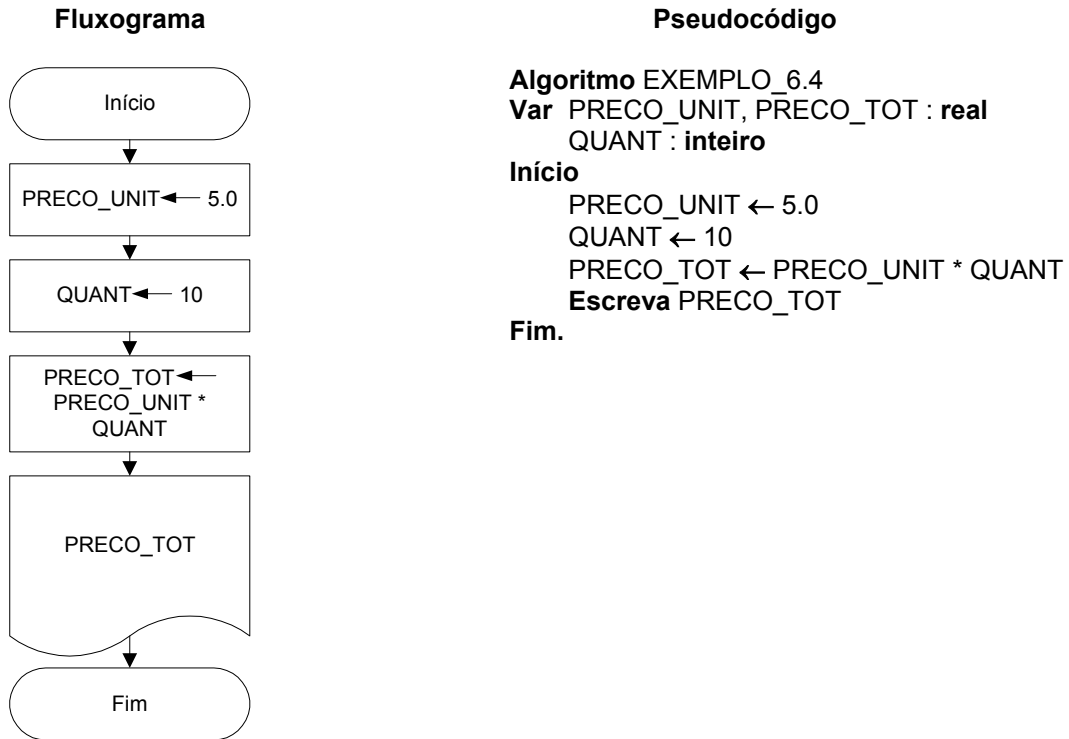 Fluxograma
Início
PRECO_UNIT← 5.0
QUANT← 10
PRECO_TOT←
PRECO_UNIT *
QUANT
PRECO_TOT
Fim
Pseudocódigo
Algoritmo EXEMPLO_6.4
Var PRECO_UNIT, PRECO_TOT : real
QUANT : inteiro
Início
PRECO_UNIT ← 5.0
QUANT ← 10
PRECO_TOT ← PRECO_UNIT * QUANT
Escreva PRECO_TOT
Fim.